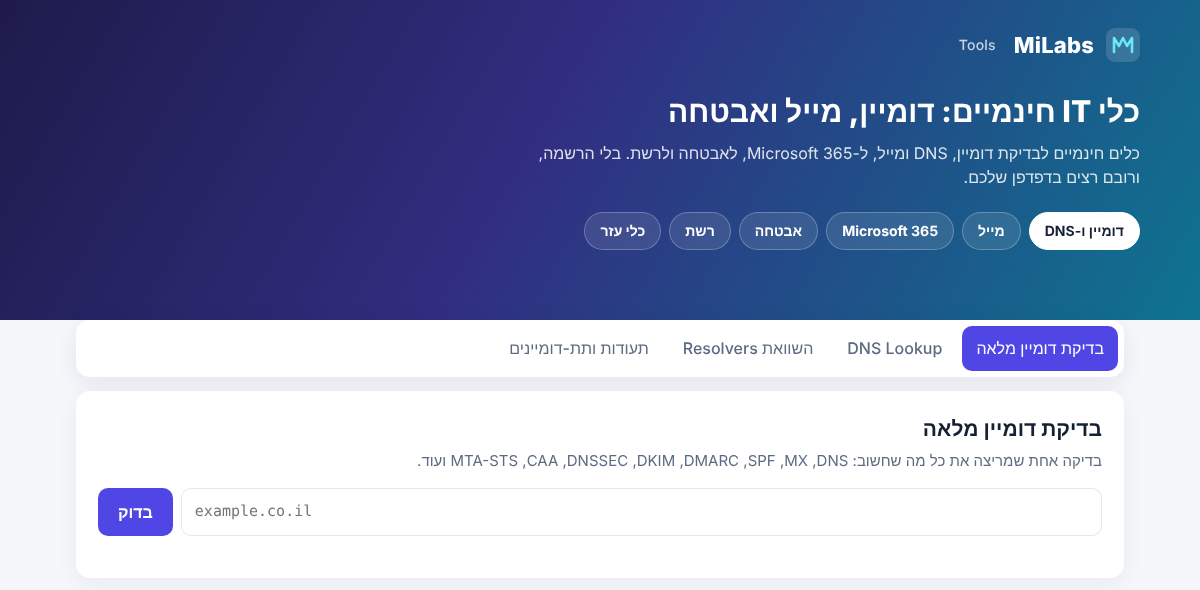 MiLabs Tools
כלי IT חינמיים: דומיין, מייל ואבטחה
כלים חינמיים לבדיקת דומיין, DNS ומייל, ל-Microsoft 365, לאבטחה ולרשת. בלי הרשמה,
ורובם רצים בדפדפן שלכם.
דומיין ו-DNS מייל Microsoft 365 אבטחה רשת כלי עזר
בדיקת דומיין מלאה DNS Lookup השוואת Resolvers תעודות ותת-דומיינים
בדיקת דומיין מלאה
בדיקה אחת שמריצה את כל מה שחשוב: DNS, MX, SPF, DMARC, DKIM, DNSSEC, CAA, MTA-STS ועוד.
example.co.il בדוק